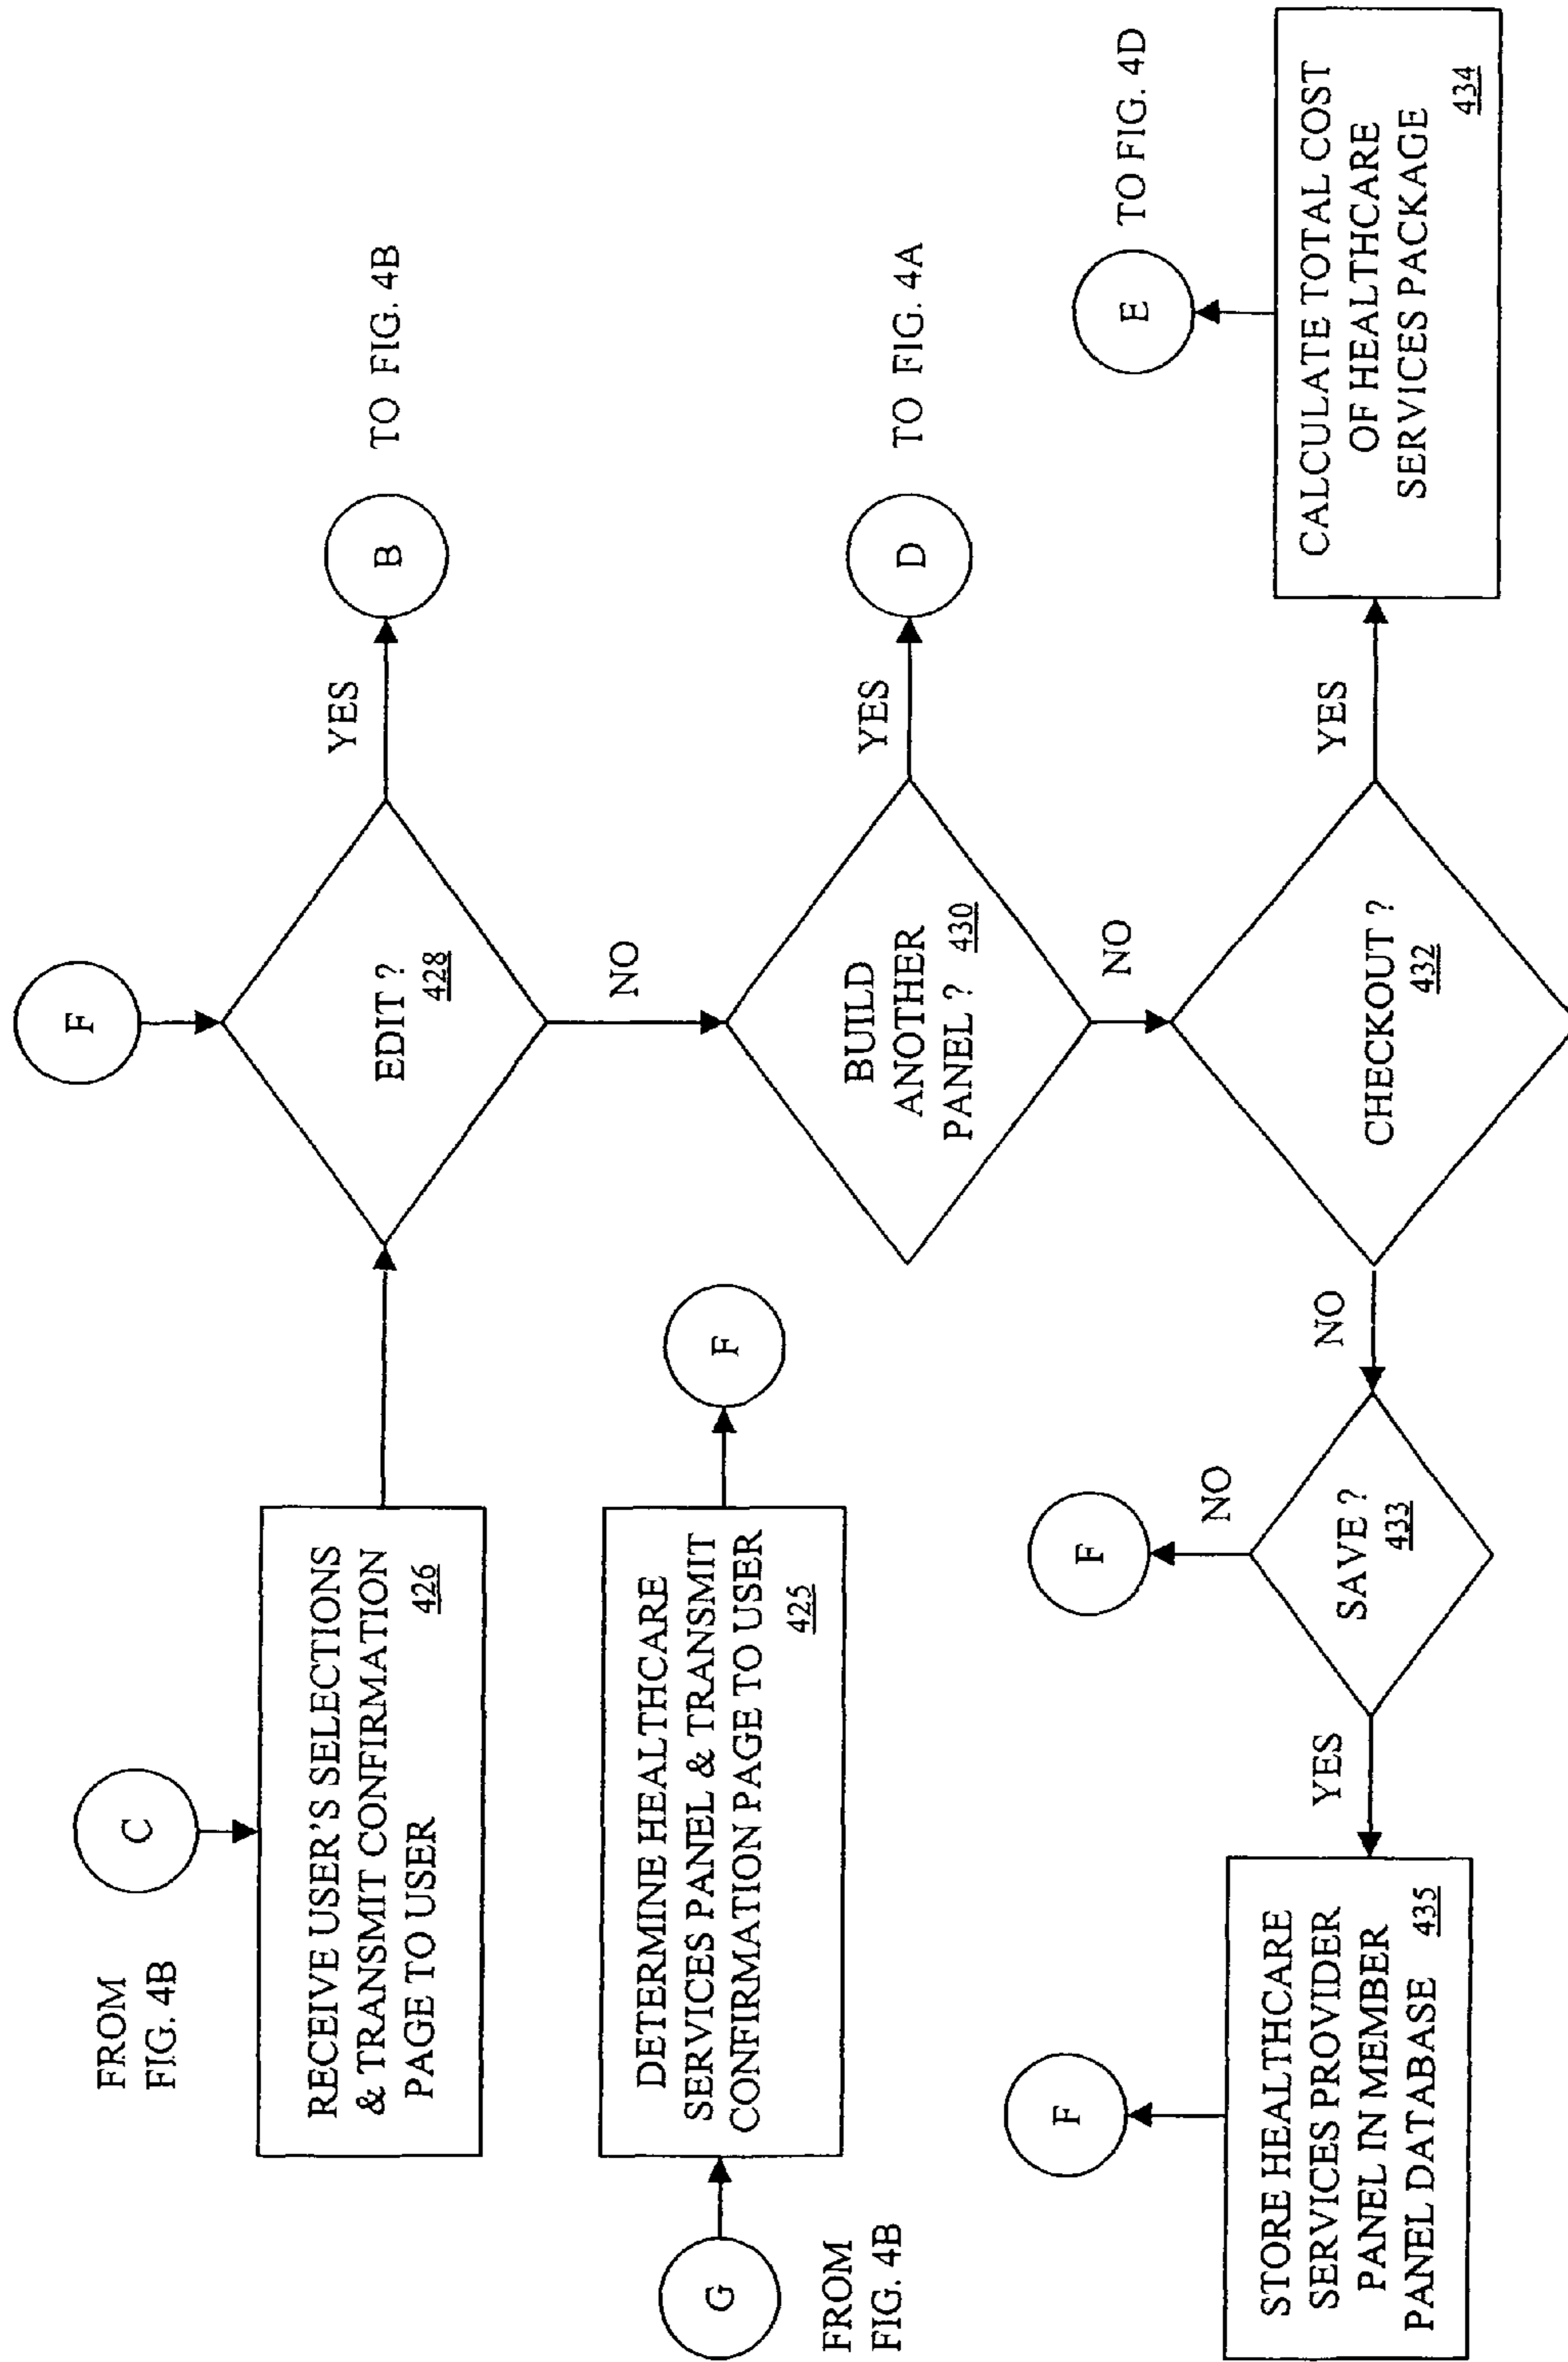 FROM
FIG. 4B
C
RECEIVE USER'S SELECTIONS
& TRANSMIT CONFIRMATION
PAGE TO USER
426
F
EDIT ?
428
YES
B
TO FIG. 4B
NO
G
FROM
FIG. 4B
DETERMINE HEALTHCARE
SERVICES PANEL & TRANSMIT
CONFIRMATION PAGE TO USER
425
F
BUILD
ANOTHER
PANEL ?
430
YES
D
TO FIG. 4A
NO
CHECKOUT ?
432
YES
CALCULATE TOTAL COST
OF HEALTHCARE
SERVICES PACKAGE
434
E
TO FIG. 4D
NO
SAVE ?
433
NO
F
YES
STORE HEALTHCARE
SERVICES PROVIDER
PANEL IN MEMBER
PANEL DATABASE
435
F